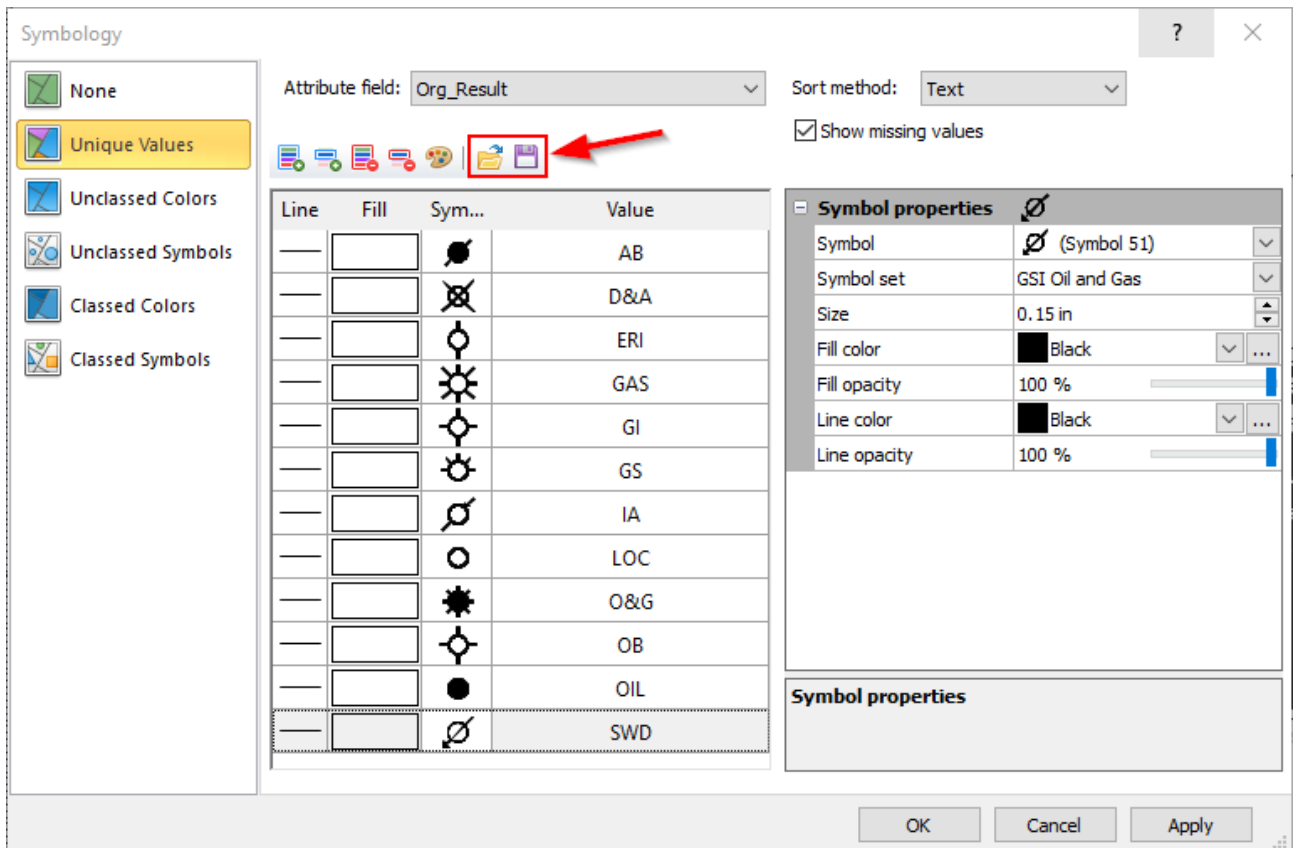 Symbology
?
None
Unique Values
Unclassed Colors
Unclassed Symbols
Classed Colors
Classed Symbols
Attribute field: Org_Result
Sort method: Text
Show missing values
Line Fill Sym... Value
AB
D&A
ERI
GAS
GI
GS
IA
LOC
O&G
OB
OIL
SWD
Symbol properties
Symbol (Symbol 51)
Symbol set GSI Oil and Gas
Size 0.15 in
Fill color Black ...
Fill opacity 100 %
Line color Black ...
Line opacity 100 %
Symbol properties
OK Cancel Apply